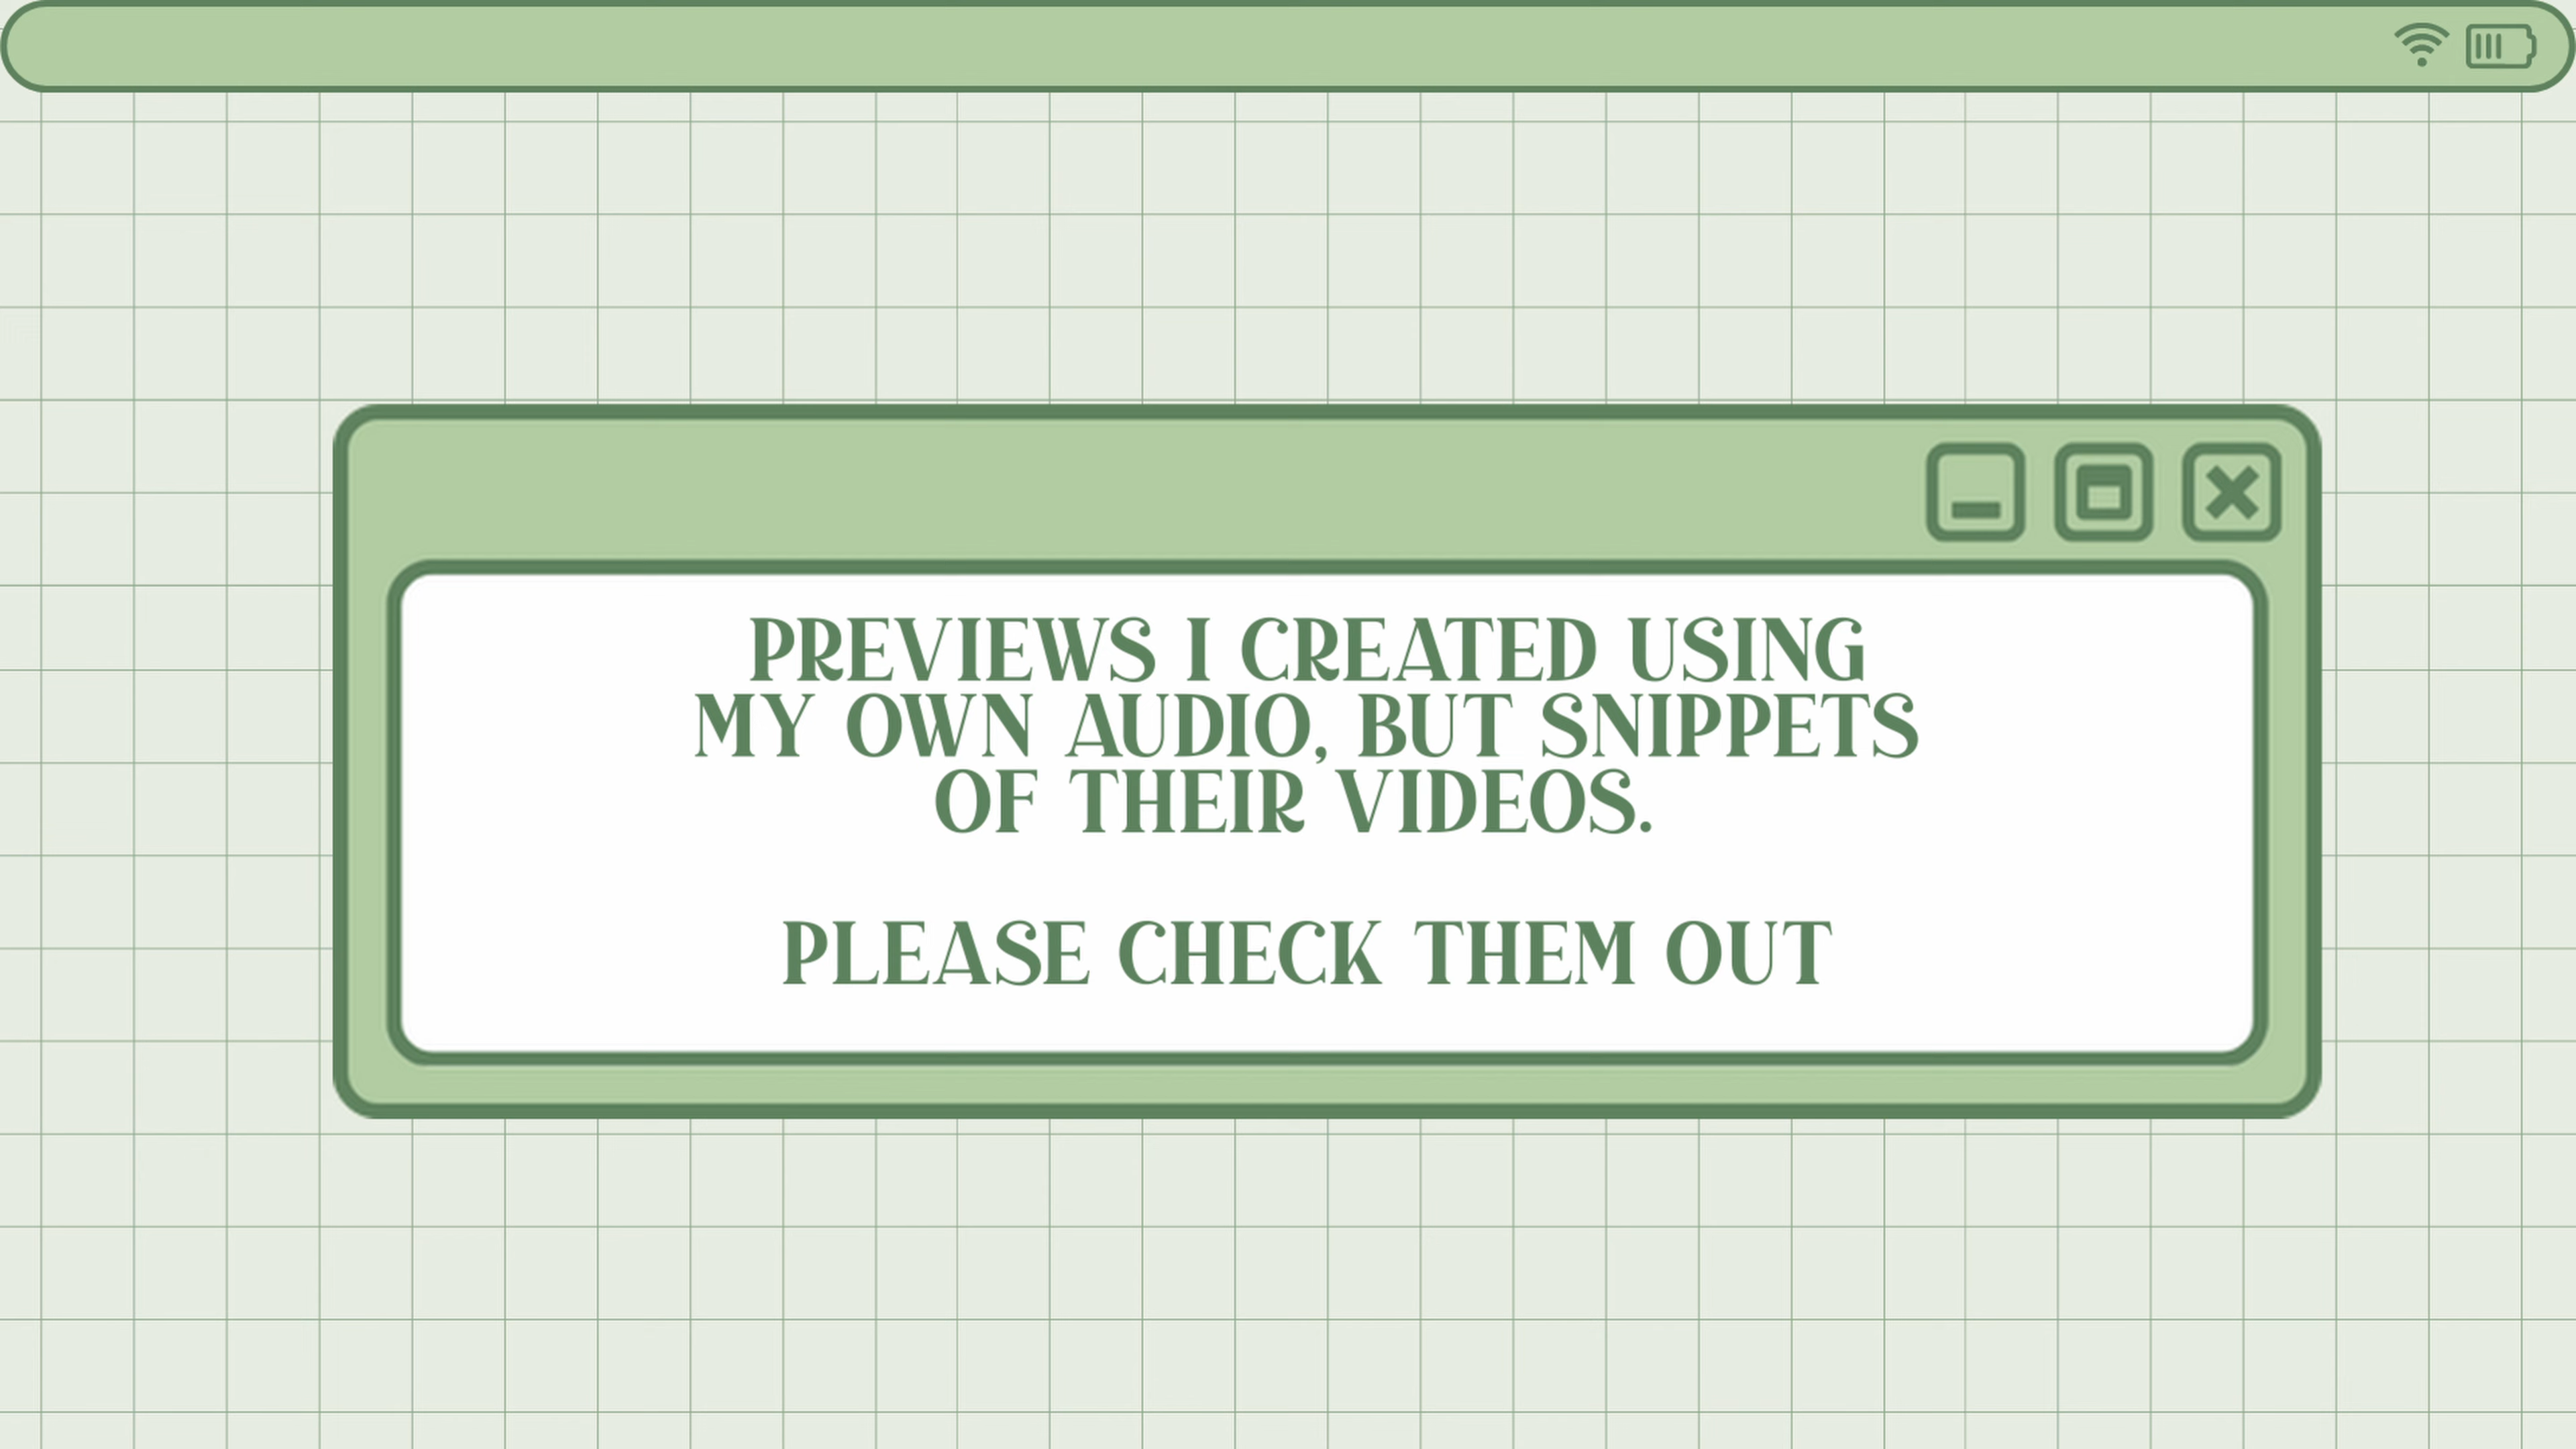 PREVIEWS I CREATED USING
MY OWN AUDIO, BUT SNIPPETS
OF THEIR VIDEOS.
PLEASE CHECK THEM OUT